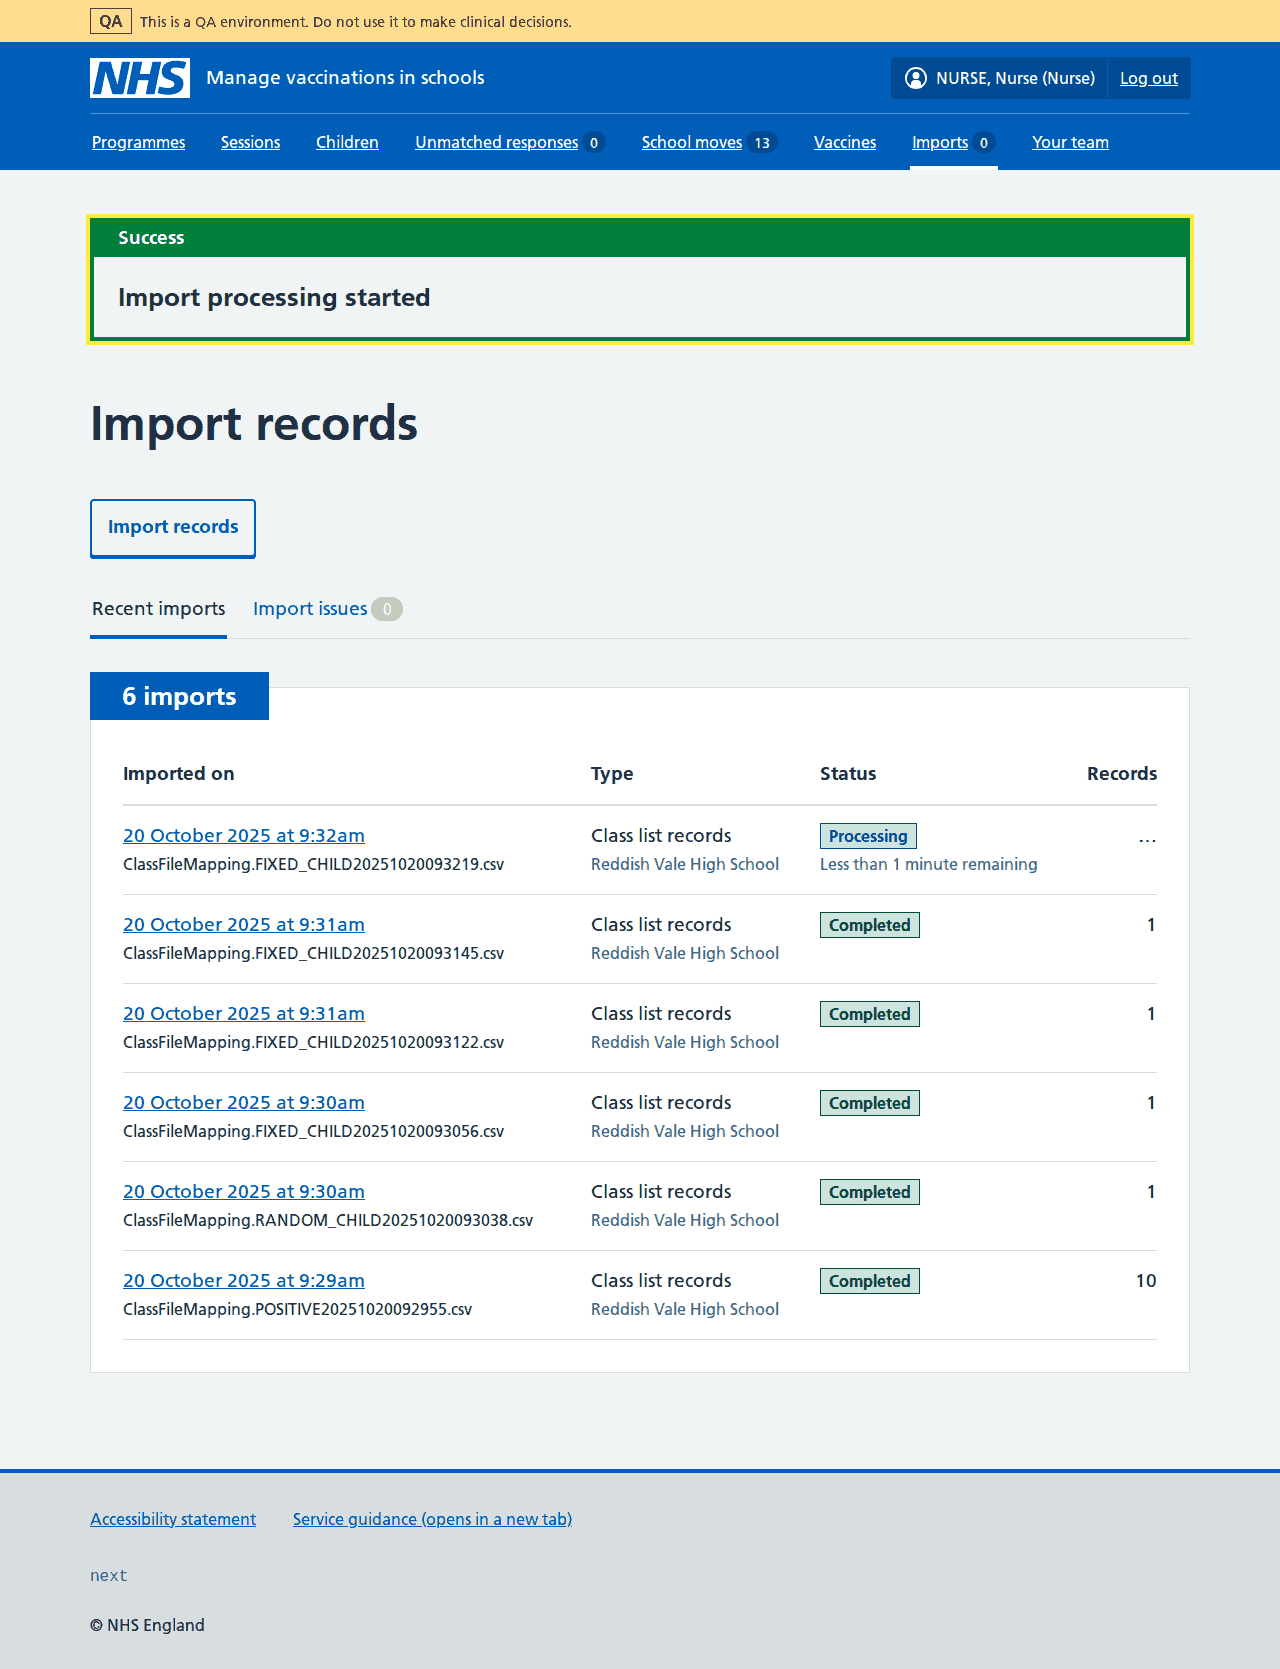 QA This is a QA environment. Do not use it to make clinical decisions.
NHS Manage vaccinations in schools NURSE, Nurse (Nurse) Log out
Programmes Sessions Children Unmatched responses 0 School moves 13 Vaccines Imports 0 Your team
Success
Import processing started
Import records
Import records
Recent imports Import issues 0
6 imports
Imported on Type Status Records
20 October 2025 at 9:32am Class list records Processing ...
ClassFileMapping.FIXED_CHILD20251020093219.csv Reddish Vale High School Less than 1 minute remaining
20 October 2025 at 9:31am Class list records Completed 1
ClassFileMapping.FIXED_CHILD20251020093145.csv Reddish Vale High School
20 October 2025 at 9:31am Class list records Completed 1
ClassFileMapping.FIXED_CHILD20251020093122.csv Reddish Vale High School
20 October 2025 at 9:30am Class list records Completed 1
ClassFileMapping.FIXED_CHILD20251020093056.csv Reddish Vale High School
20 October 2025 at 9:30am Class list records Completed 1
ClassFileMapping.RANDOM_CHILD20251020093038.csv Reddish Vale High School
20 October 2025 at 9:29am Class list records Completed 10
ClassFileMapping.POSITIVE20251020092955.csv Reddish Vale High School
Accessibility statement Service guidance (opens in a new tab)
next
© NHS England